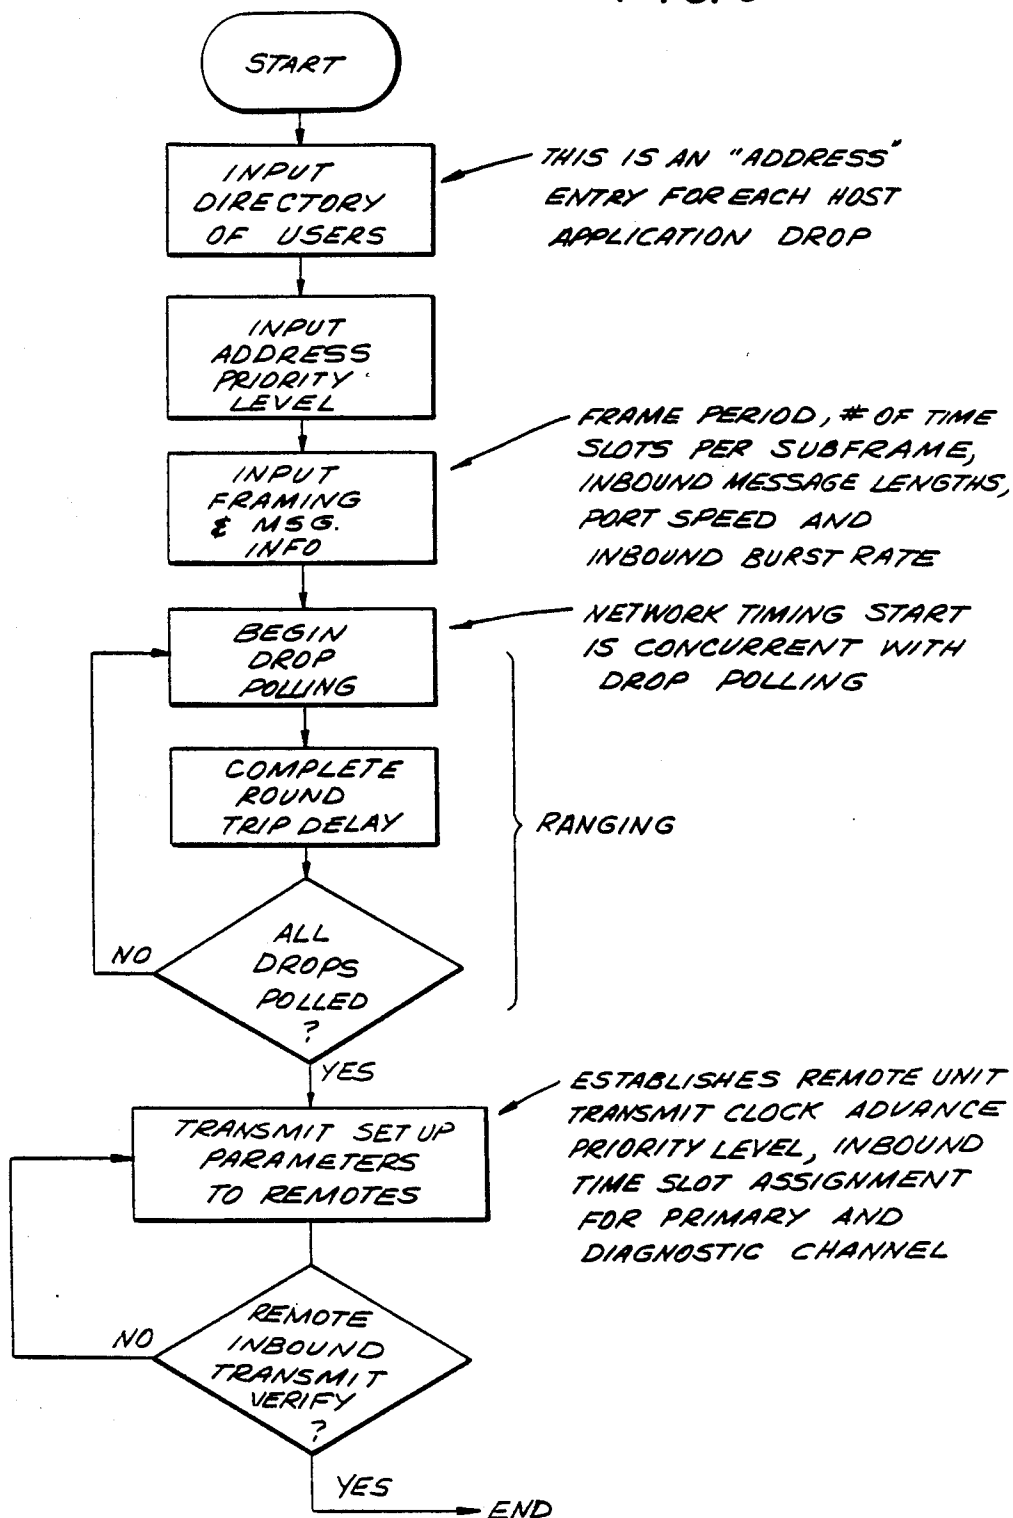 START
INPUT
DIRECTORY
OF USERS
THIS IS AN "ADDRESS"
ENTRY FOR EACH HOST
APPLICATION DROP
INPUT
ADDRESS
PRIORITY
LEVEL
INPUT
FRAMING
& MSG.
INFO
FRAME PERIOD, # OF TIME
SLOTS PER SUBFRAME,
INBOUND MESSAGE LENGTHS,
PORT SPEED AND
INBOUND BURST RATE
BEGIN
DROP
POLLING
NETWORK TIMING START
IS CONCURRENT WITH
DROP POLLING
COMPLETE
ROUND
TRIP DELAY
RANGING
ALL
DROPS
POLLED
?
NO
YES
TRANSMIT SET UP
PARAMETERS
TO REMOTES
ESTABLISHES REMOTE UNIT
TRANSMIT CLOCK ADVANCE
PRIORITY LEVEL, INBOUND
TIME SLOT ASSIGNMENT
FOR PRIMARY AND
DIAGNOSTIC CHANNEL
REMOTE
INBOUND
TRANSMIT
VERIFY
?
NO
YES
END